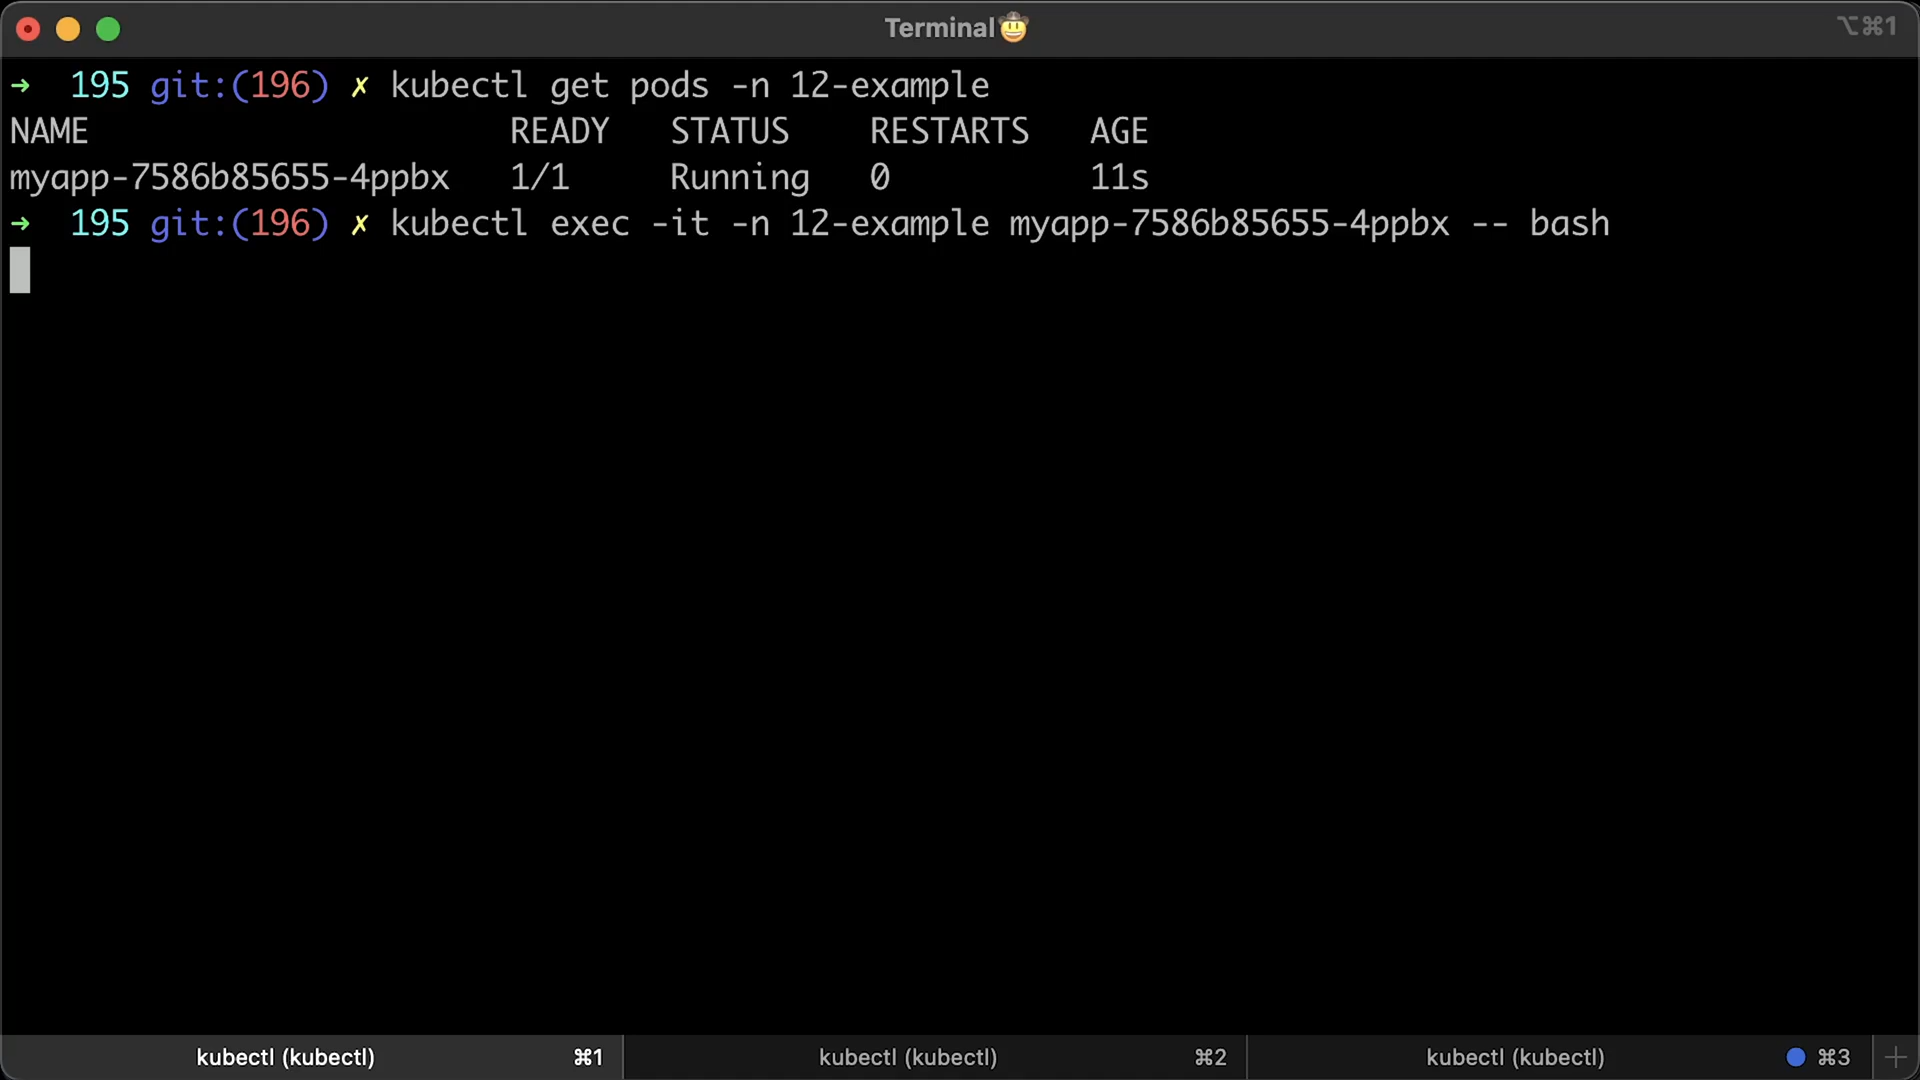 Terminal🤠
⌥⌘1
➜ 195 git:(196) ✗ kubectl get pods -n 12-example
NAME READY STATUS RESTARTS AGE
myapp-7586b85655-4ppbx 1/1 Running 0 11s
➜ 195 git:(196) ✗ kubectl exec -it -n 12-example myapp-7586b85655-4ppbx -- bash
kubectl (kubectl) ⌘1 kubectl (kubectl) ⌘2 kubectl (kubectl) ⌘3